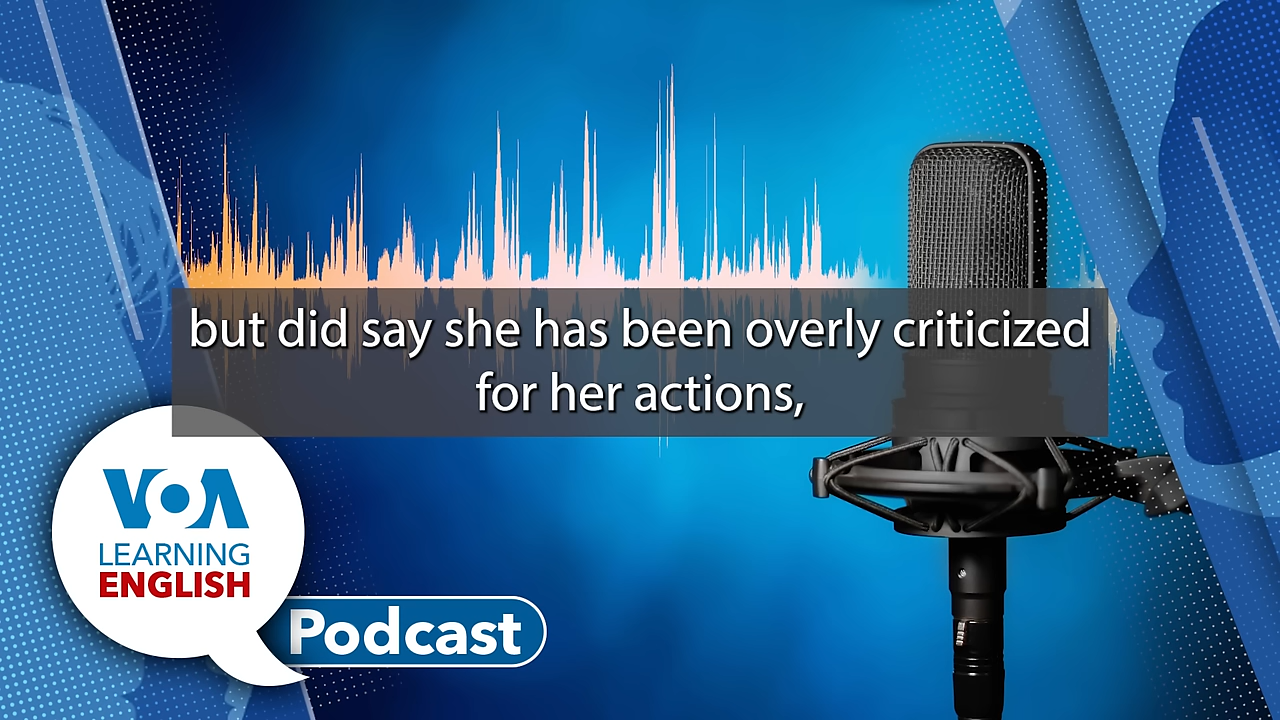 but did say she has been overly criticized
for her actions,
VOA
LEARNING
ENGLISH
Podcast